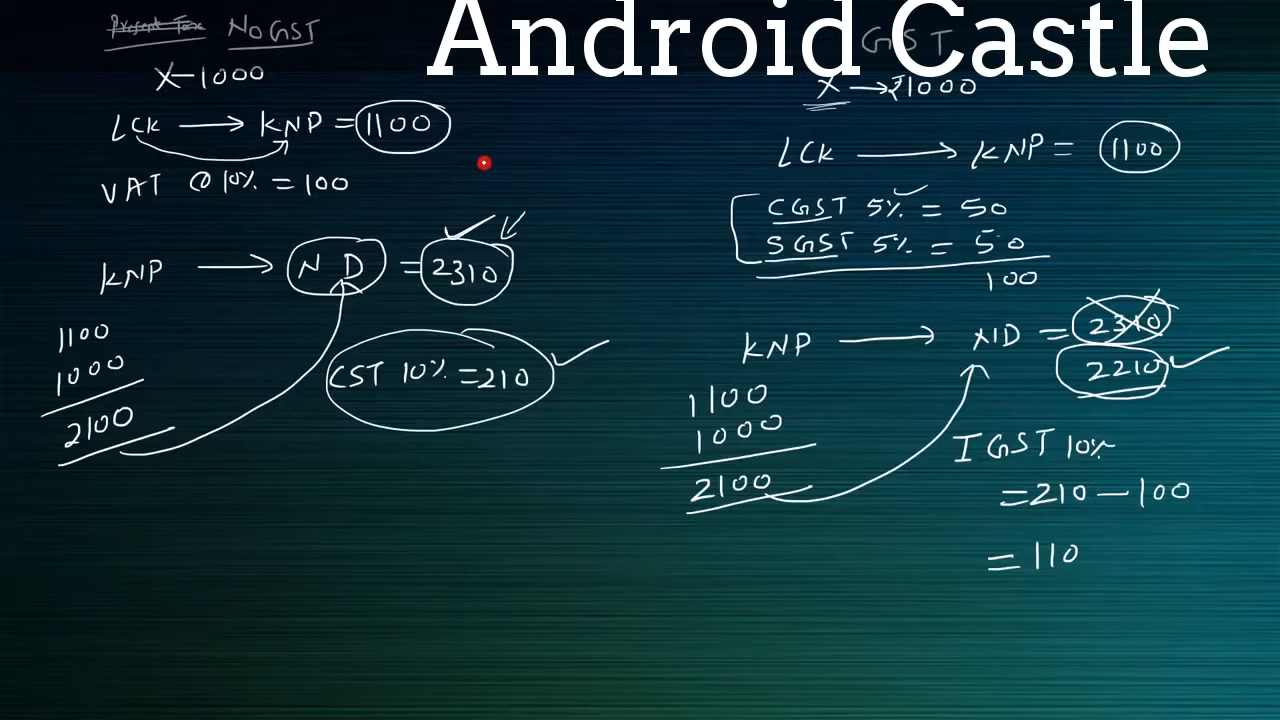 Android Castle
Present Tax NO GST
X-1000
LCK → KNP = 1100
VAT @ 10% = 100
KNP → ND = 2310
1100
1000
2100
CST 10% = 210
GST
X → ₹1000
LCK → KNP = 1100
CGST 5% = 50
SGST 5% = 50
100
KNP → ND = 2310
2210
1100
1000
2100
IGST 10%
= 210 - 100
= 110